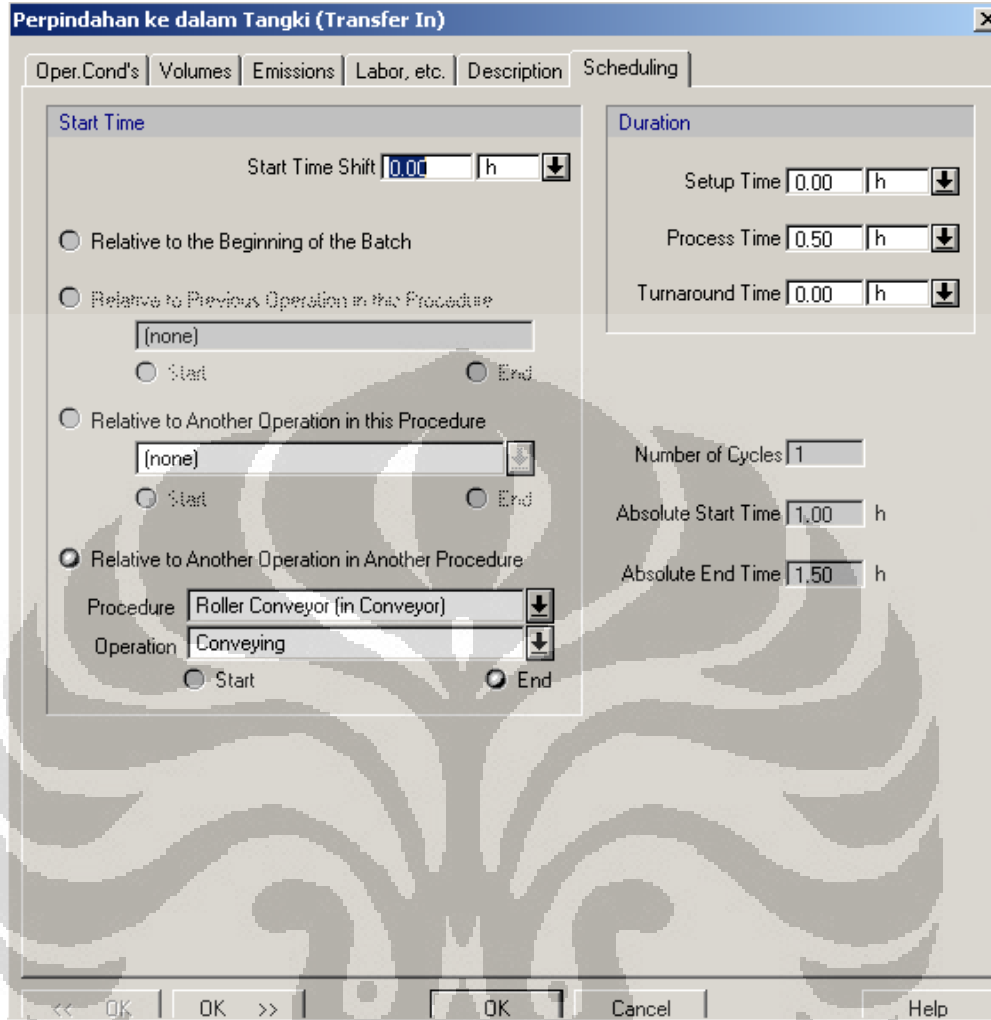 Perpindahan ke dalam Tangki (Transfer In)
Oper.Cond's Volumes Emissions Labor, etc. Description Scheduling
Start Time
Start Time Shift 0.00 h
Relative to the Beginning of the Batch
Relative to Previous Operation in this Procedure
(none)
Start End
Relative to Another Operation in this Procedure
(none)
Start End
Relative to Another Operation in Another Procedure
Procedure Roller Conveyor (in Conveyor)
Operation Conveying
Start End
Duration
Setup Time 0.00 h
Process Time 0.50 h
Turnaround Time 0.00 h
Number of Cycles 1
Absolute Start Time 1.00 h
Absolute End Time 1.50 h
<< OK OK >> OK Cancel Help